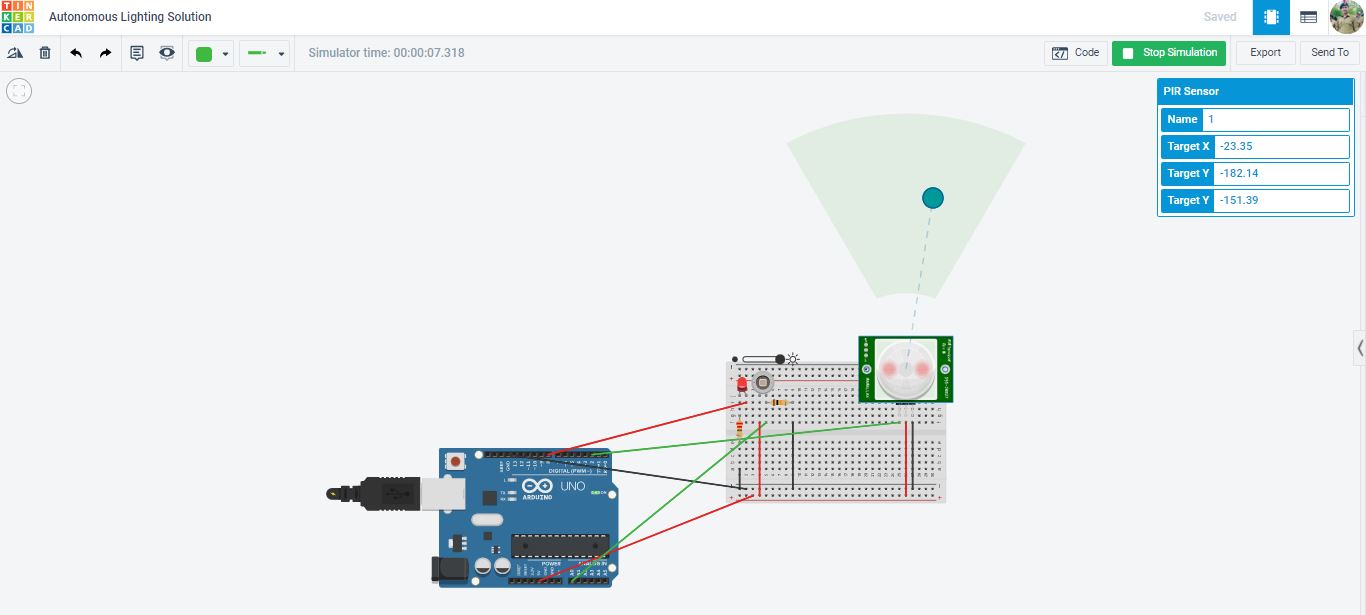 TIN
KER
CAD
Autonomous Lighting Solution
Saved
Simulator time: 00:00:07.318
Code
Stop Simulation
Export
Send To
PIR Sensor
Name 1
Target X -23.35
Target Y -182.14
Target Y -151.39
DIGITAL (PWM~)
UNO
ARDUINO
POWER
ANALOG IN